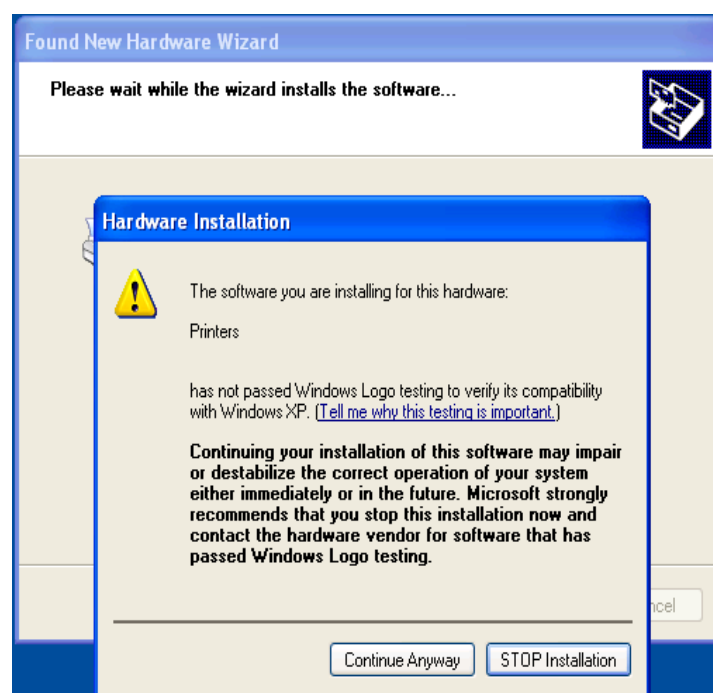 Found New Hardware Wizard
Please wait while the wizard installs the software...
Hardware Installation
The software you are installing for this hardware:
Printers
has not passed Windows Logo testing to verify its compatibility
with Windows XP. (Tell me why this testing is important.)
Continuing your installation of this software may impair
or destabilize the correct operation of your system
either immediately or in the future. Microsoft strongly
recommends that you stop this installation now and
contact the hardware vendor for software that has
passed Windows Logo testing.
ncel
Continue Anyway
STOP Installation